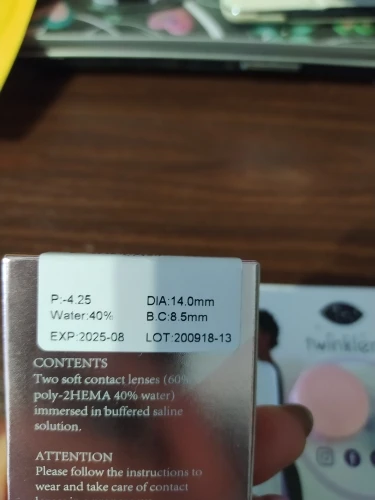 P:-4.25 DIA:14.0mm
Water:40% B.C:8.5mm
EXP:2025-08 LOT:200918-13
CONTENTS
Two soft contact lenses (60%
poly-2HEMA 40% water)
immersed in buffered saline
solution.
ATTENTION
Please follow the instructions to
wear and take care of contact